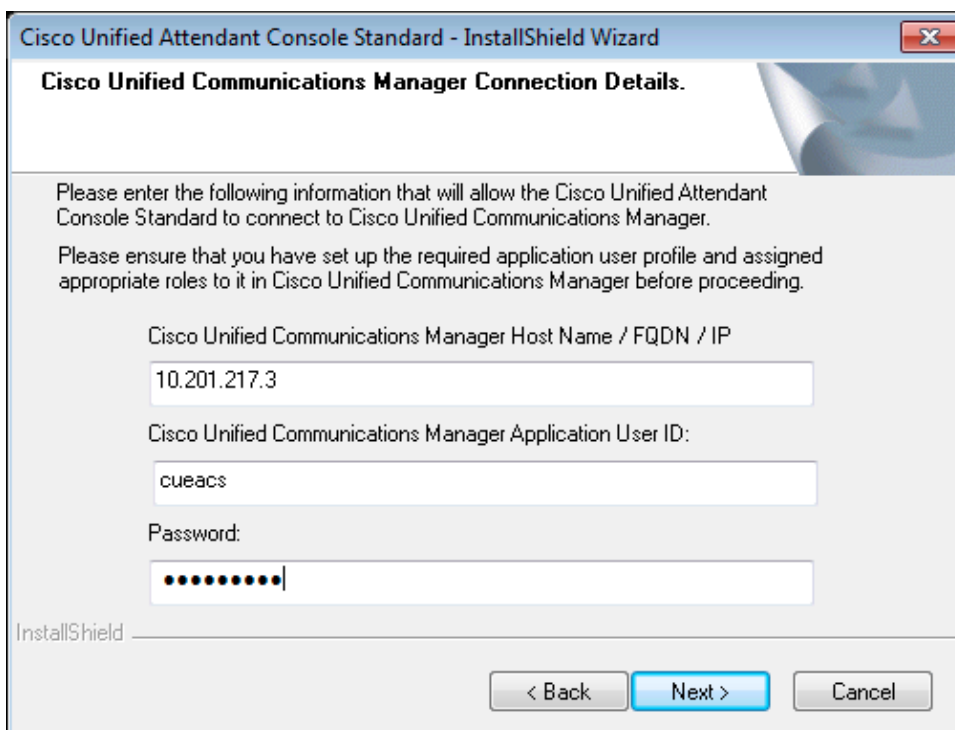 Cisco Unified Attendant Console Standard - InstallShield Wizard
Cisco Unified Communications Manager Connection Details.
Please enter the following information that will allow the Cisco Unified Attendant
Console Standard to connect to Cisco Unified Communications Manager.
Please ensure that you have set up the required application user profile and assigned
appropriate roles to it in Cisco Unified Communications Manager before proceeding.
Cisco Unified Communications Manager Host Name / FQDN / IP
10.201.217.3
Cisco Unified Communications Manager Application User ID:
cueacs
Password:
●●●●●●●●●
InstallShield
< Back
Next >
Cancel